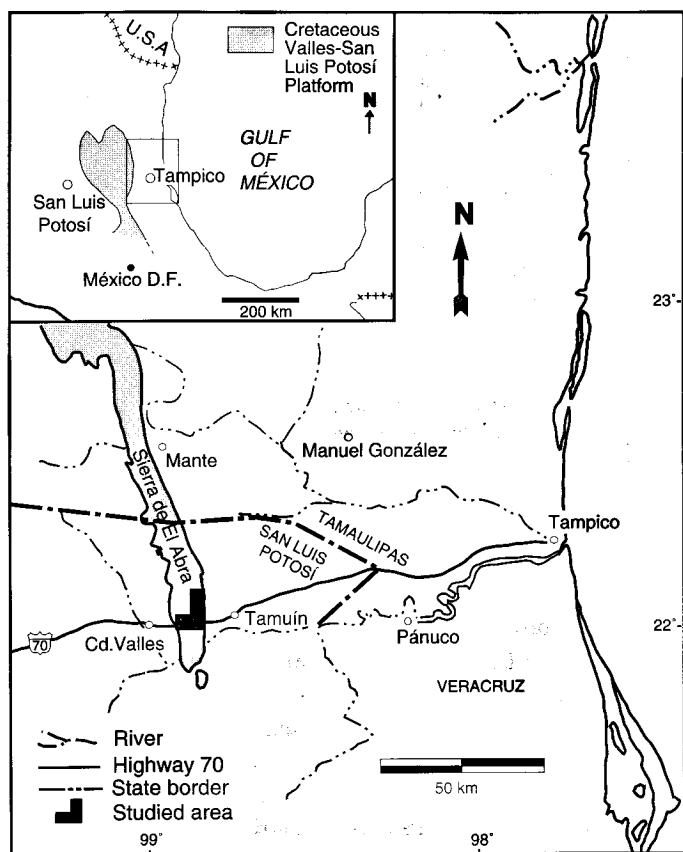 U.S.A
Cretaceous
Valles-San
Luis Potosí
Platform
N
GULF
OF
MÉXICO
Tampico
San Luis
Potosí
México D.F.
200 km
N
23°
Manuel González
Mante
Sierra de El Abra
TAMAULIPAS
SAN LUIS
POTOSÍ
Tampico
Tamuín
Cd.Valles
70
Pánuco
22°
VERACRUZ
River
Highway 70
State border
Studied area
50 km
99°
98°